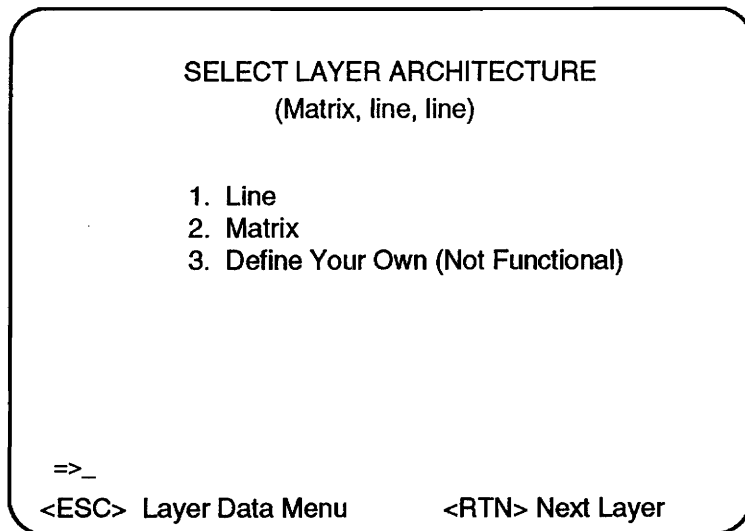 SELECT LAYER ARCHITECTURE
(Matrix, line, line)
1. Line
2. Matrix
3. Define Your Own (Not Functional)
=>_
<ESC> Layer Data Menu <RTN> Next Layer